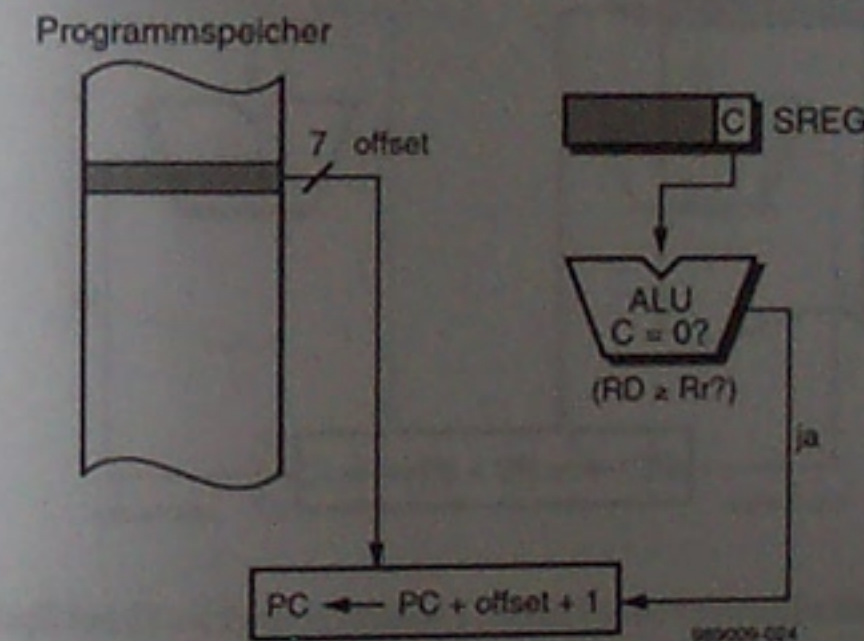 Programmspeicher
7 offset
C SREG
ALU
C = 0?
(RD ≥ Rr?)
ja
PC ← PC + offset + 1